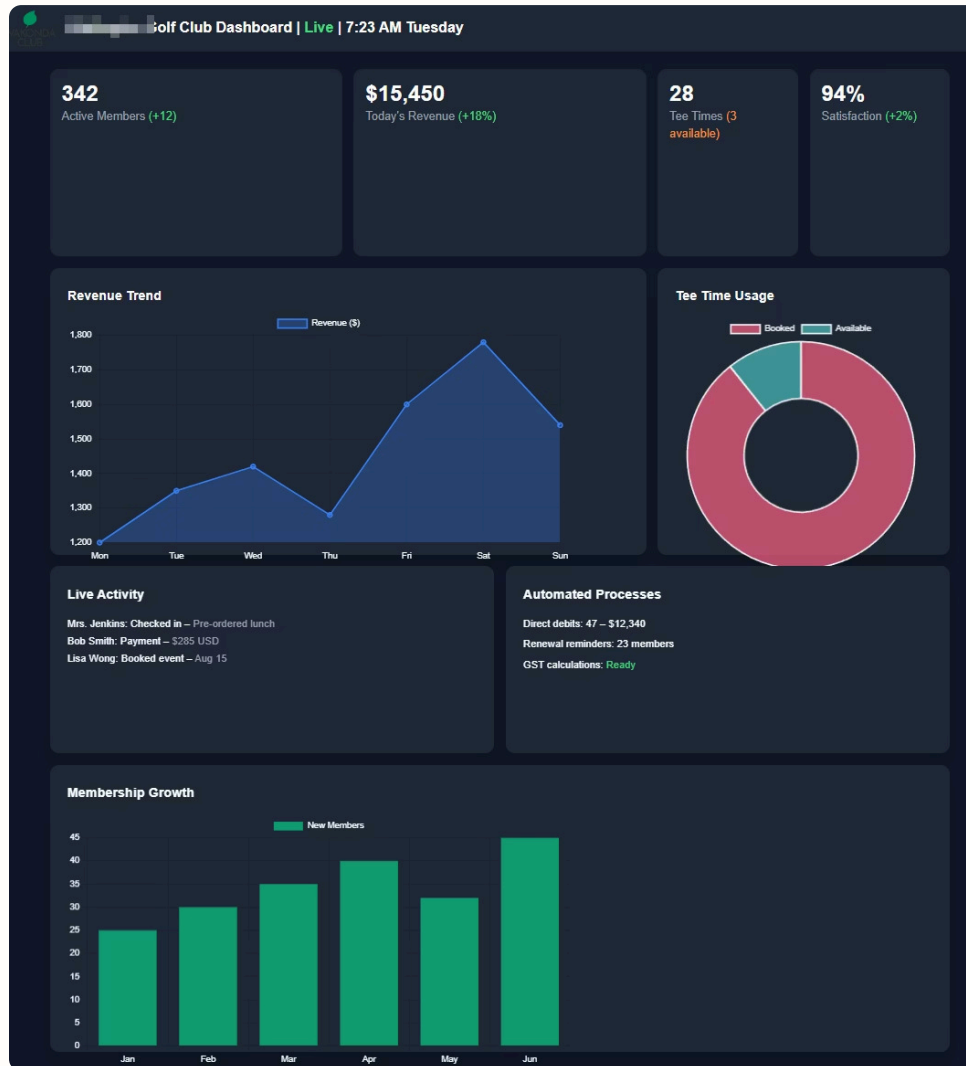 Golf Club Dashboard | Live | 7:23 AM Tuesday
342
Active Members (+12)
$15,450
Today's Revenue (+18%)
28
Tee Times (3
available)
94%
Satisfaction (+2%)
Revenue Trend
Revenue ($)
1,800
1,700
1,600
1,500
1,400
1,300
1,200
Mon Tue Wed Thu Fri Sat Sun
Tee Time Usage
Booked Available
Live Activity
Mrs. Jenkins: Checked in – Pre-ordered lunch
Bob Smith: Payment – $285 USD
Lisa Wong: Booked event – Aug 15
Automated Processes
Direct debits: 47 – $12,340
Renewal reminders: 23 members
GST calculations: Ready
Membership Growth
New Members
45
40
35
30
25
20
15
10
5
0
Jan Feb Mar Apr May Jun